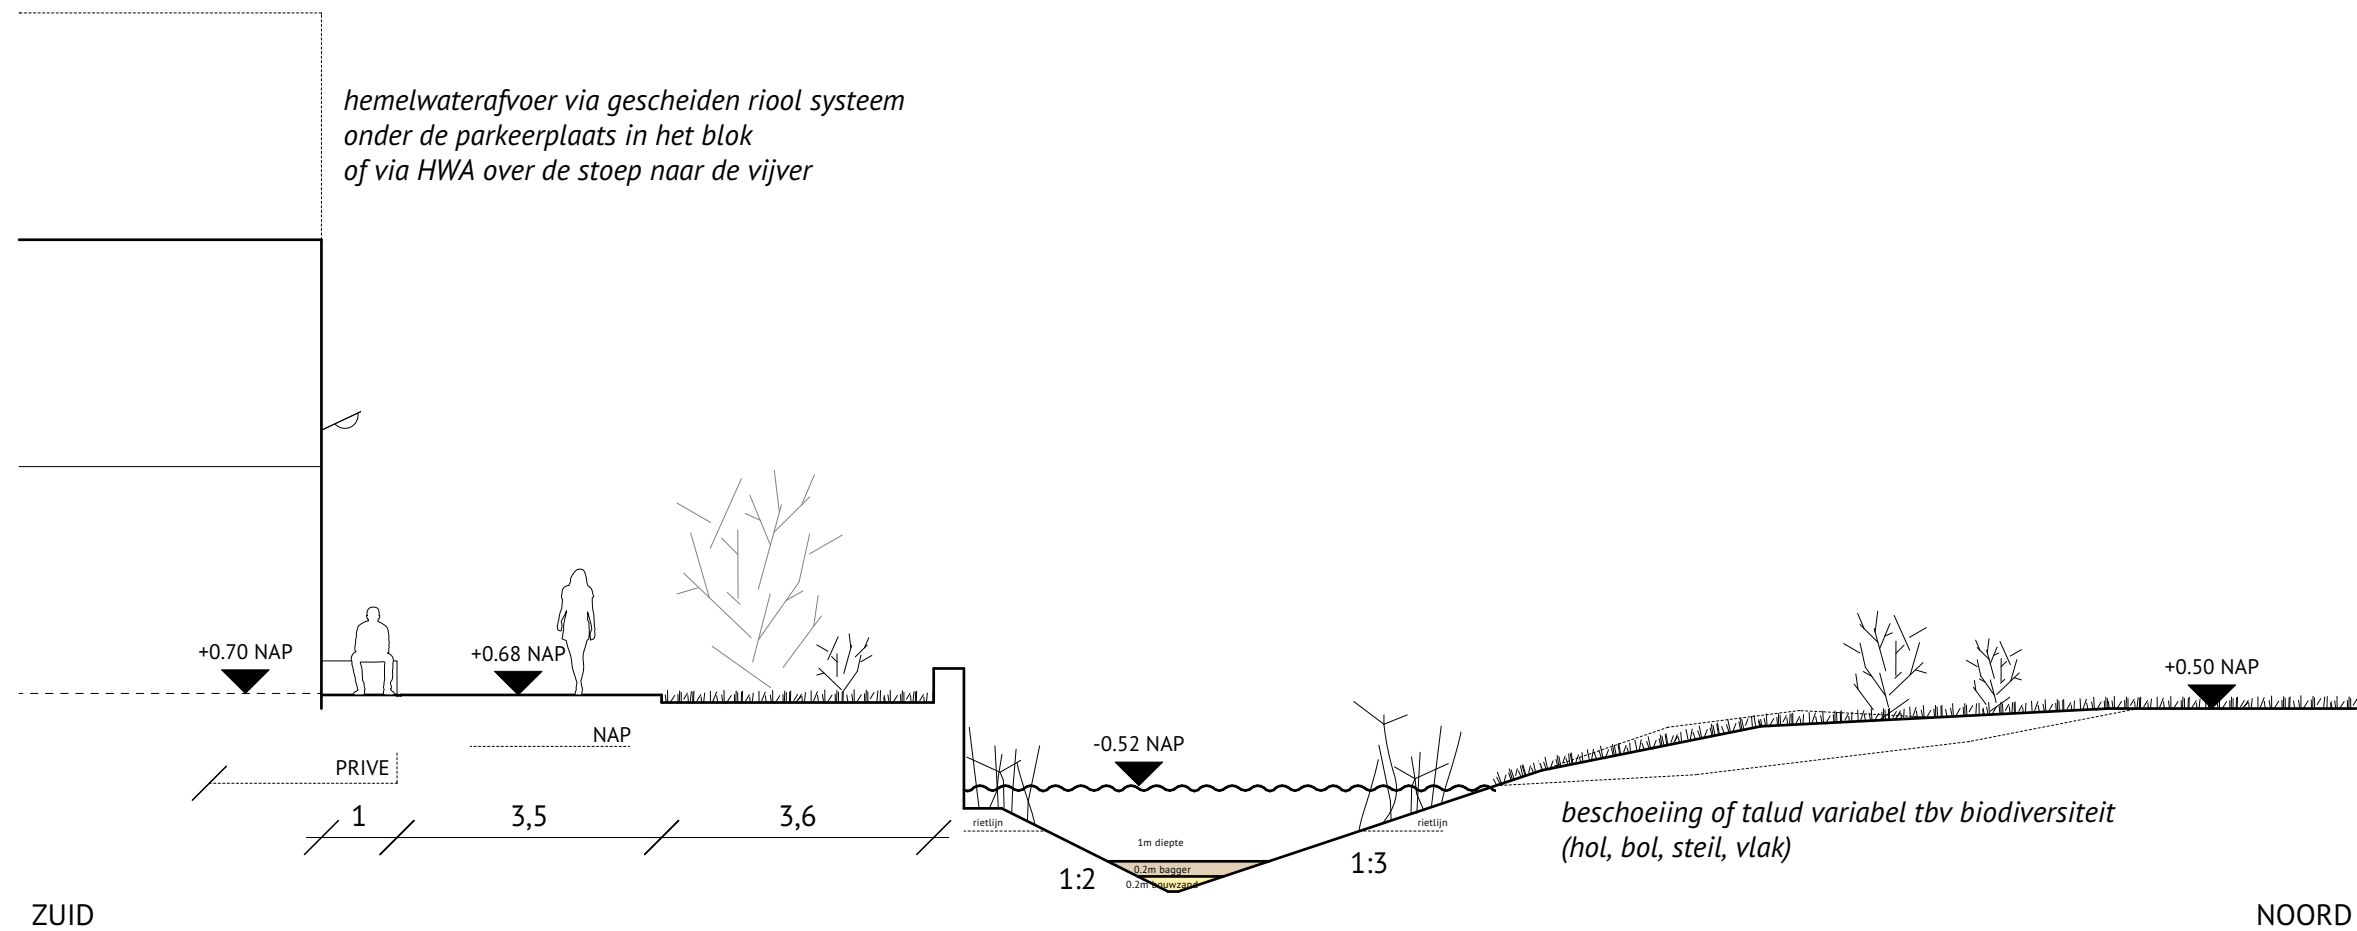 hemelwaterafvoer via gescheiden riool systeem
onder de parkeerplaats in het blok
of via HWA over de stoep naar de vijver
+0.70 NAP
+0.68 NAP
+0.50 NAP
NAP
-0.52 NAP
PRIVE
1
3,5
3,6
rietlijn
rietlijn
beschoeiing of talud variabel tbv biodiversiteit
(hol, bol, steil, vlak)
1m diepte
0.2m bagger
0.2m bouwzand
1:2
1:3
ZUID
NOORD